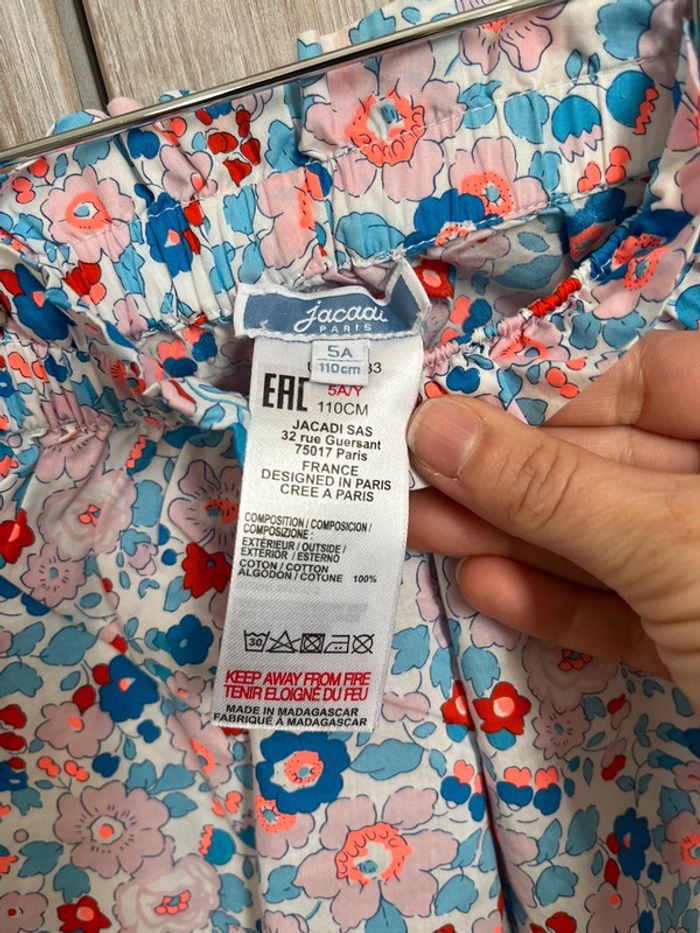 jacadi
PARIS
5A
110 cm
EAC
5A/Y
110CM
JACADI SAS
32 rue Guersant
75017 Paris
FRANCE
DESIGNED IN PARIS
CREE A PARIS
COMPOSITION / COMPOSICION /
COMPOSIZIONE :
EXTERIEUR / OUTSIDE /
EXTERIOR / ESTERNO
COTON / COTTON
ALGODON / COTONE 100%
30
KEEP AWAY FROM FIRE
TENIR ELOIGNÉ DU FEU
MADE IN MADAGASCAR
FABRIQUÉ A MADAGASCAR